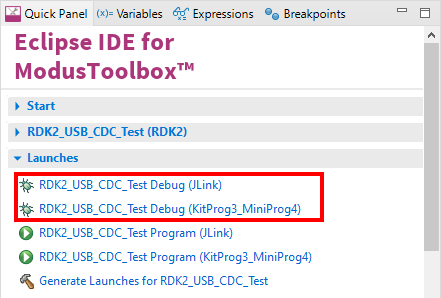 Quick Panel (x)= Variables Expressions Breakpoints
Eclipse IDE for
ModusToolbox™
Start
RDK2_USB_CDC_Test (RDK2)
Launches
RDK2_USB_CDC_Test Debug (JLink)
RDK2_USB_CDC_Test Debug (KitProg3_MiniProg4)
RDK2_USB_CDC_Test Program (JLink)
RDK2_USB_CDC_Test Program (KitProg3_MiniProg4)
Generate Launches for RDK2_USB_CDC_Test